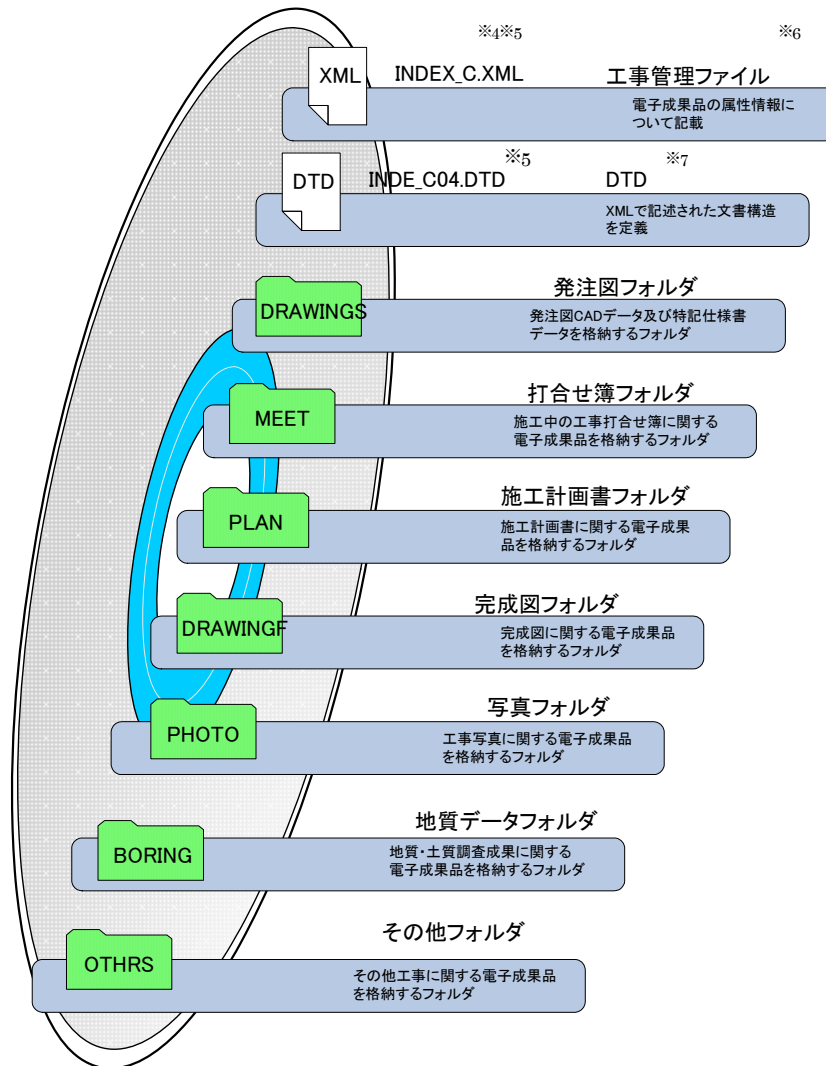 ※4※5
※6
XML
INDEX_C.XML
工事管理ファイル
電子成果品の属性情報に
ついて記載
※5
※7
DTD
INDE_C04.DTD
DTD
XMLで記述された文書構造
を定義
発注図フォルダ
DRAWINGS
発注図CADデータ及び特記仕様書
データを格納するフォルダ
打合せ簿フォルダ
MEET
施工中の工事打合せ簿に関する
電子成果品を格納するフォルダ
施工計画書フォルダ
PLAN
施工計画書に関する電子成果
品を格納するフォルダ
完成図フォルダ
DRAWINGF
完成図に関する電子成果品
を格納するフォルダ
写真フォルダ
PHOTO
工事写真に関する電子成果品
を格納するフォルダ
地質データフォルダ
BORING
地質・土質調査成果に関する
電子成果品を格納するフォルダ
その他フォルダ
OTHRS
その他工事に関する電子成果品
を格納するフォルダ